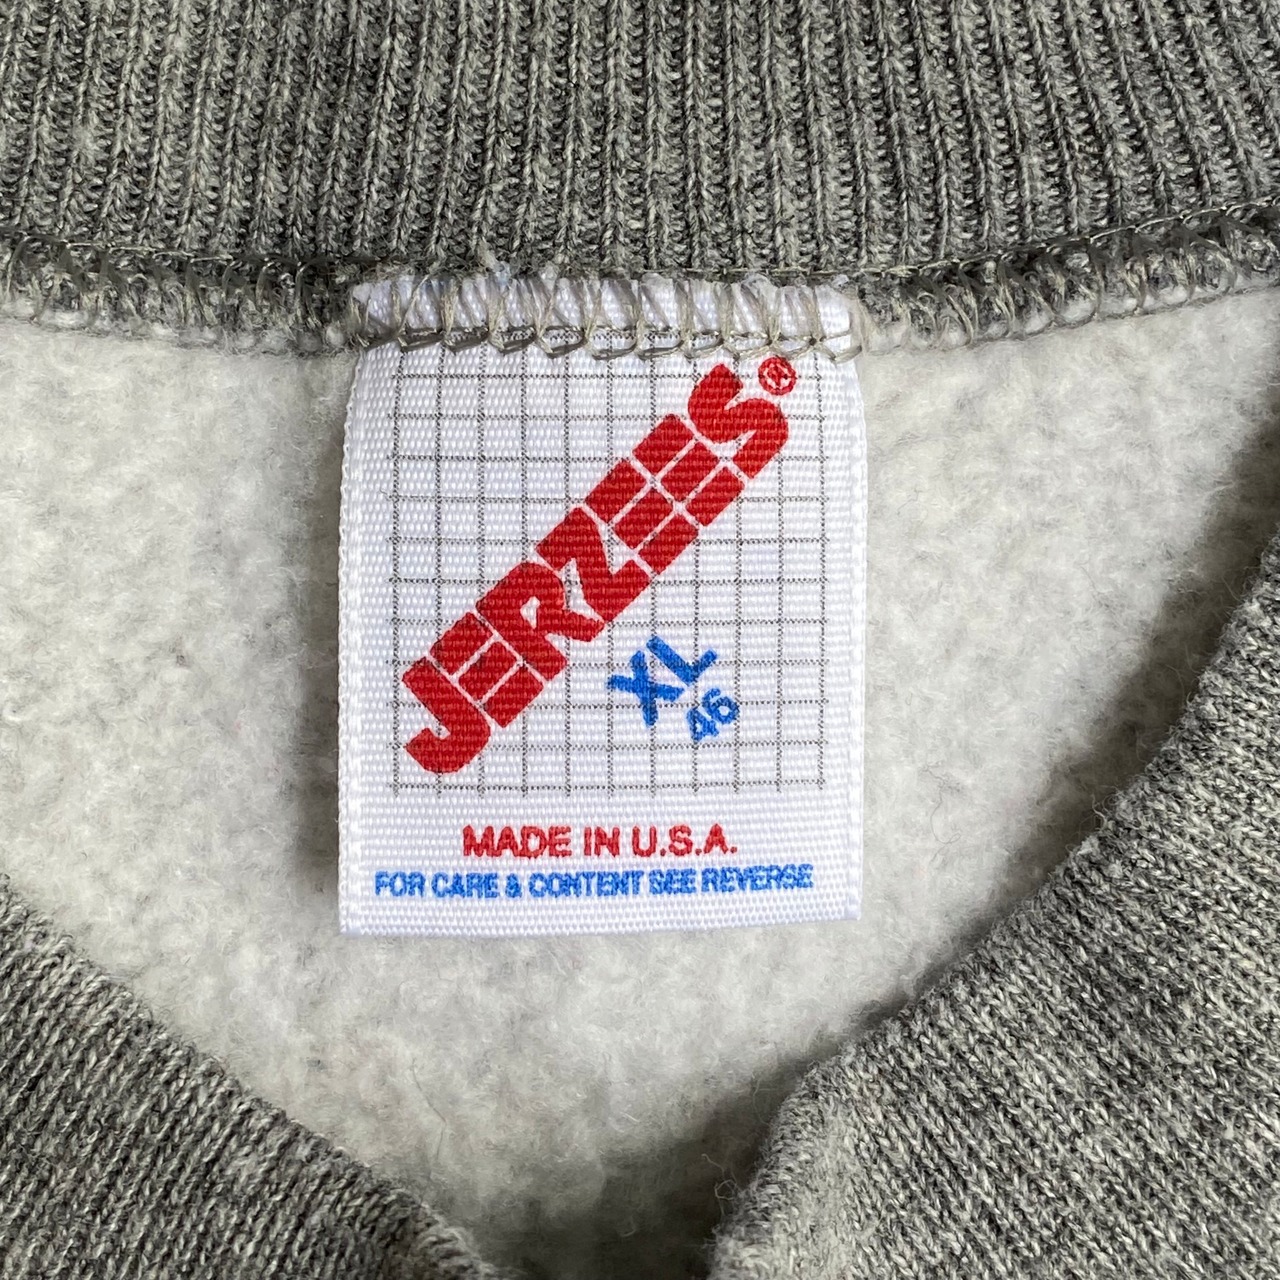 JERZEES®
XL
46
MADE IN U.S.A.
FOR CARE & CONTENT SEE REVERSE